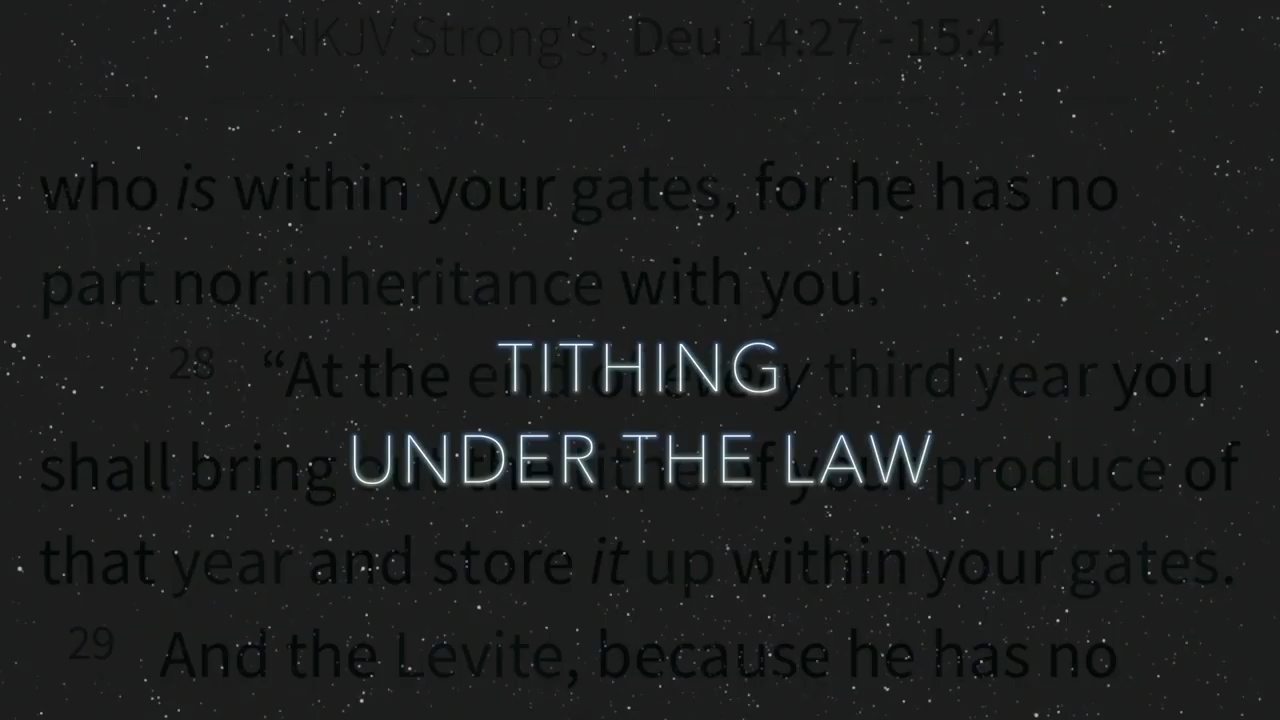 NKJV Strong's, Deu 14:27 - 15:4
who is within your gates, for he has no
part nor inheritance with you.
28 “At the end of every third year you
TITHING
shall bring out the tithe of your produce of
UNDER THE LAW
that year and store it up within your gates.
29 And the Levite, because he has no